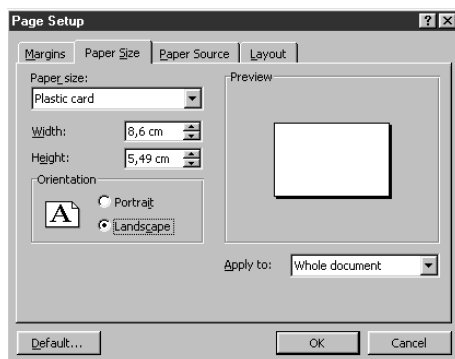 Page Setup
Margins Paper Size Paper Source Layout
Paper size:
Plastic card
Width: 8,6 cm
Height: 5,49 cm
Orientation
A
Portrait
Landscape
Preview
Apply to: Whole document
Default... OK Cancel